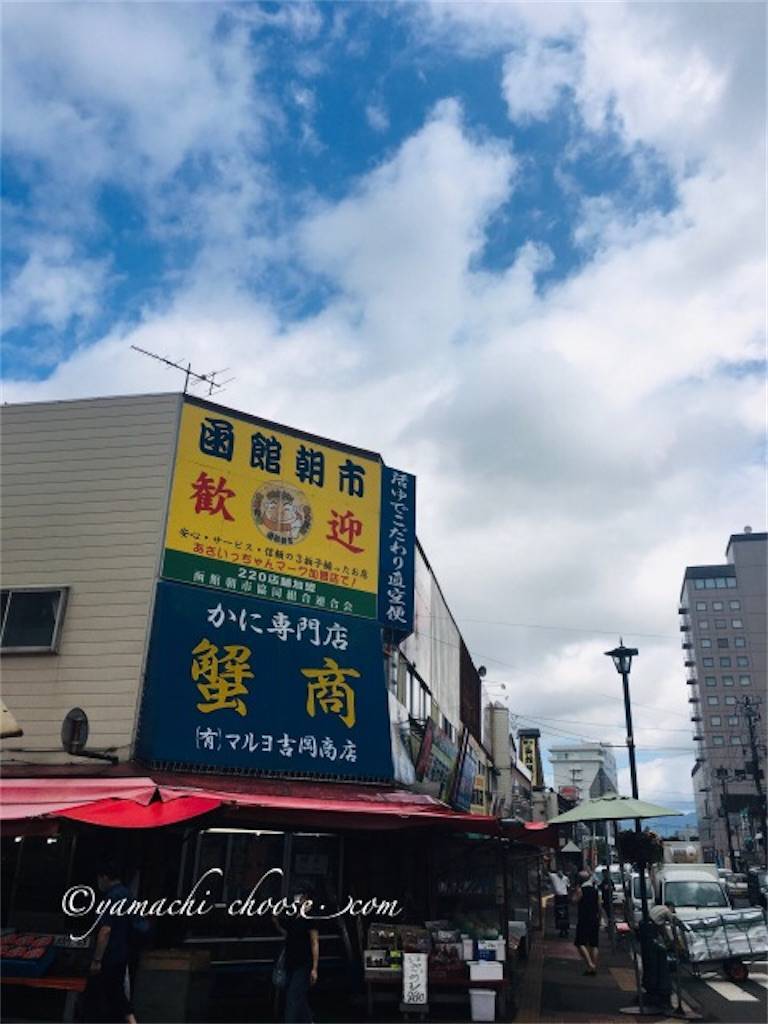 函館朝市
歓迎
安心・サービス・信頼の3拍子揃ったお店
あさいっちゃんマーク加盟店で!
220店舗加盟
函館朝市協同組合連合会
活ゆでこだわり直空便
かに専門店
蟹商
(有)マルヨ吉岡商店
©yamachi-choose.com